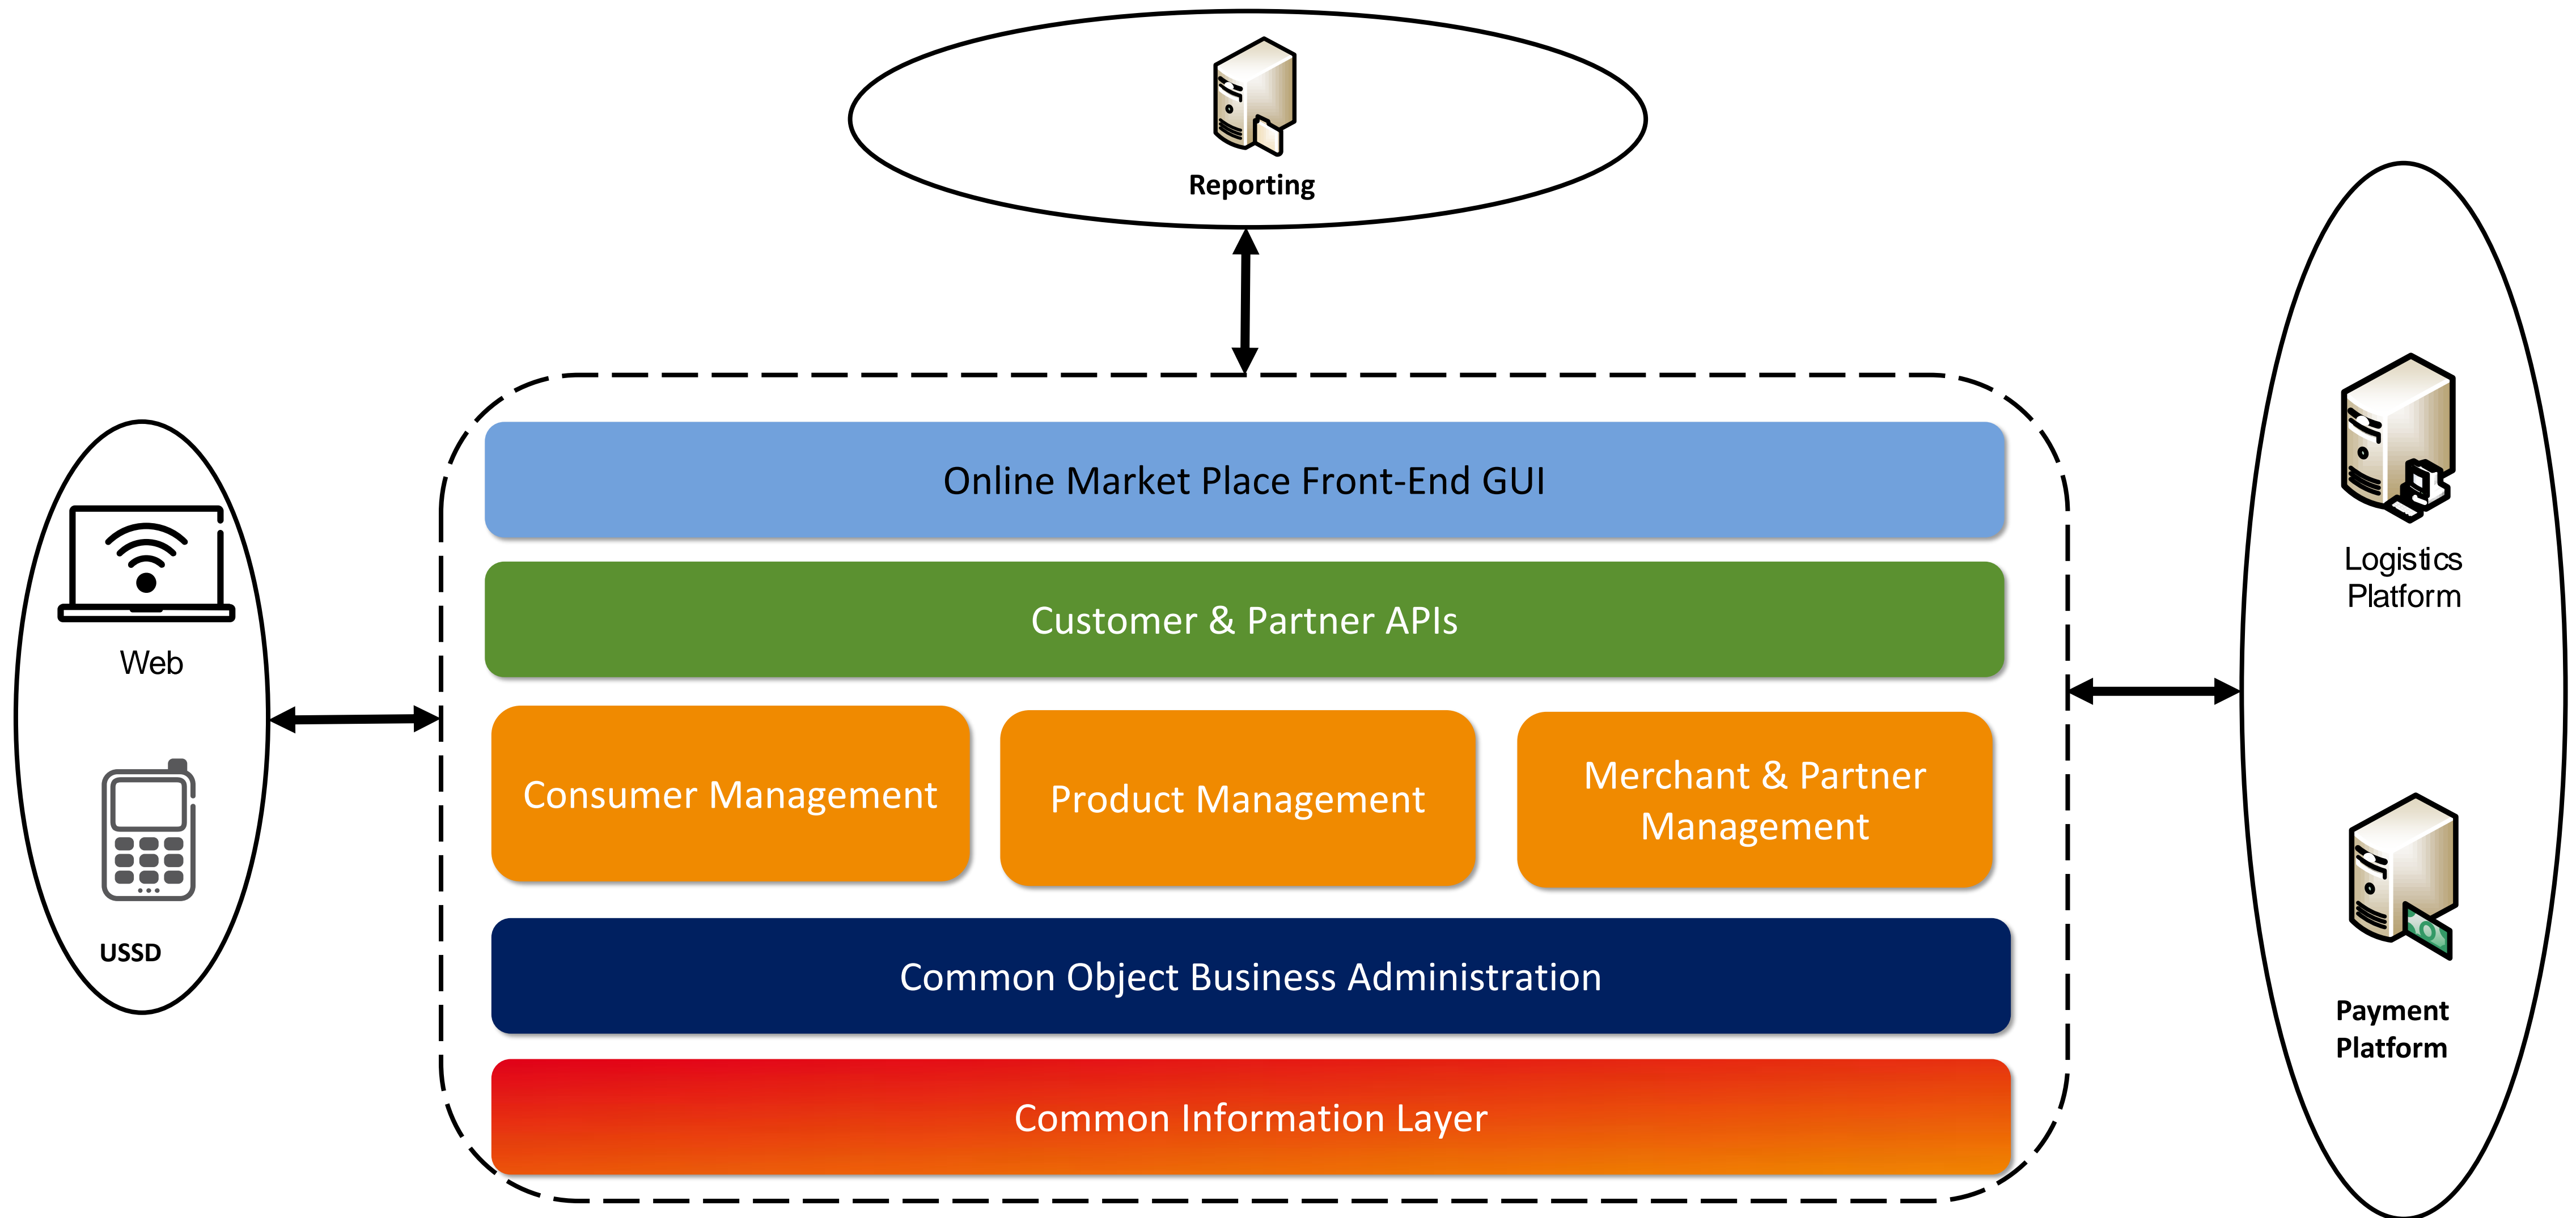 Reporting
Online Market Place Front-End GUI
Customer & Partner APIs
Web
USSD
Consumer Management
Product Management
Merchant & Partner
Management
Common Object Business Administration
Common Information Layer
Logistics
Platform
Payment
Platform